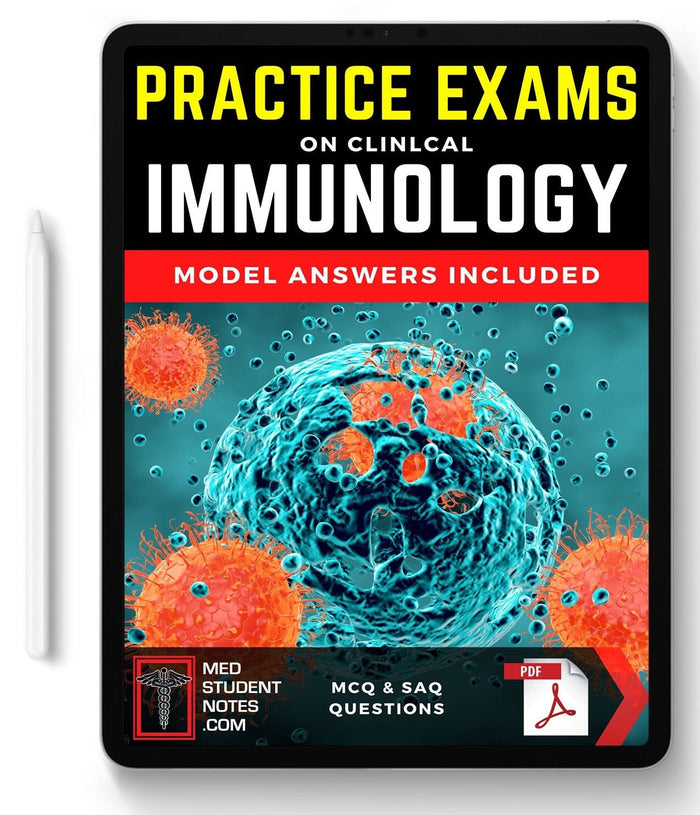 PRACTICE EXAMS
ON CLINLCAL
IMMUNOLOGY
MODEL ANSWERS INCLUDED
MED
STUDENT
NOTES
.COM
MCQ & SAQ
QUESTIONS
PDF